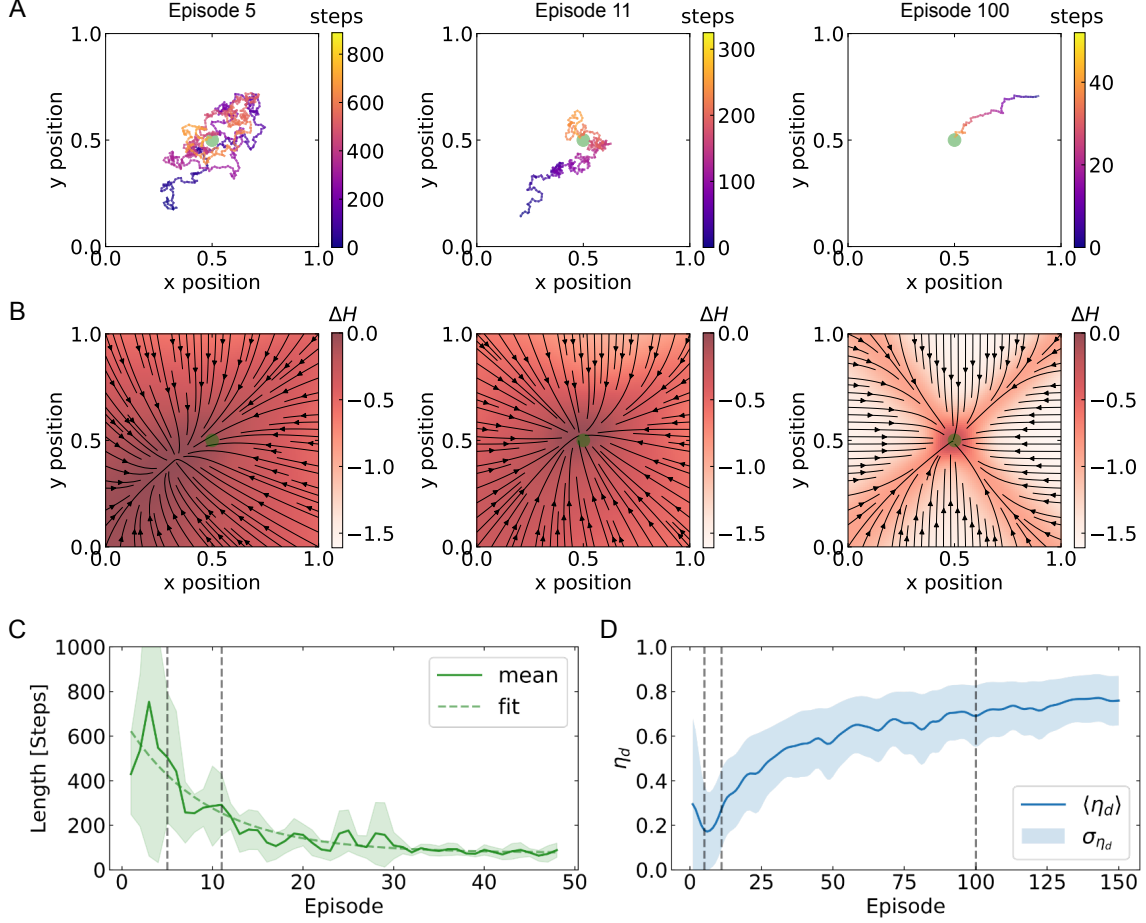 A
Episode 5
steps
Episode 11
steps
Episode 100
steps
1.0
0.5
0.0
y position
0.0
0.5
1.0
x position
800
600
400
200
0
1.0
0.5
0.0
y position
0.0
0.5
1.0
x position
300
200
100
0
1.0
0.5
0.0
y position
0.0
0.5
1.0
x position
40
20
0
B
ΔH
ΔH
ΔH
1.0
0.5
0.0
y position
0.0
0.5
1.0
x position
0.0
−0.5
−1.0
−1.5
1.0
0.5
0.0
y position
0.0
0.5
1.0
x position
0.0
−0.5
−1.0
−1.5
1.0
0.5
0.0
y position
0.0
0.5
1.0
x position
0.0
−0.5
−1.0
−1.5
C
1000
800
600
400
200
0
Length [Steps]
mean
fit
0
10
20
30
40
50
Episode
D
1.0
0.8
0.6
0.4
0.2
0.0
η_d
⟨η_d⟩
σ_{η_d}
0
25
50
75
100
125
150
Episode